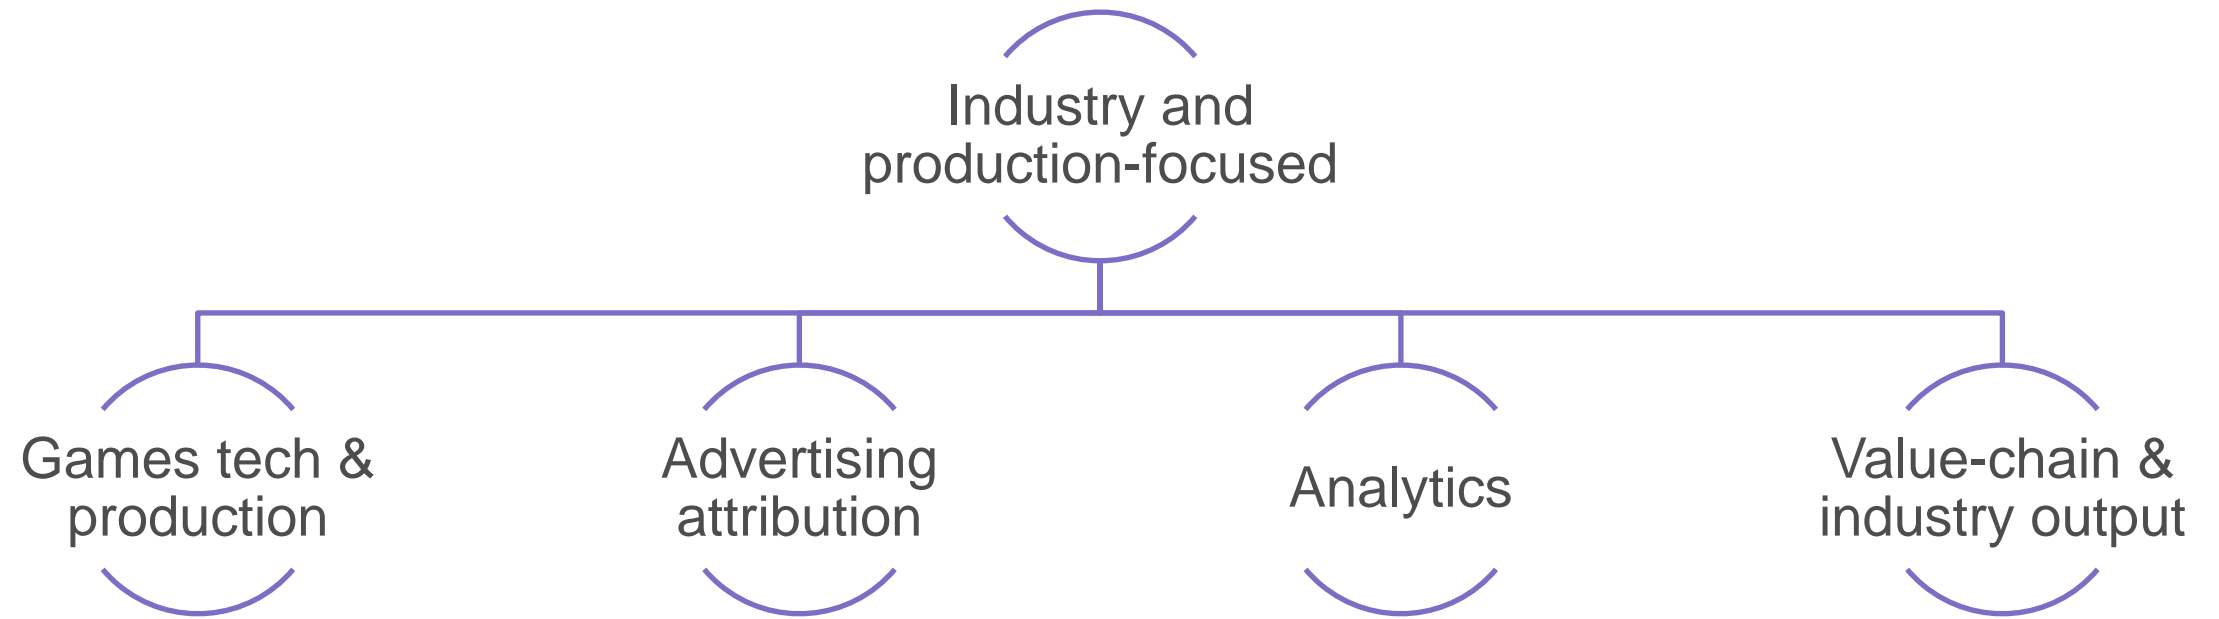 Industry and
production-focused
Games tech &
production
Advertising
attribution
Analytics
Value-chain &
industry output